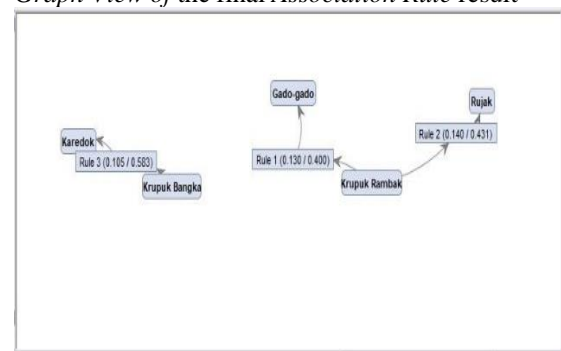 Graph View of the final Association Rule result
Gado-gado
Rujak
Karedok
Rule 2 (0.140 / 0.431)
Rule 3 (0.105 / 0.583)
Rule 1 (0.130 / 0.400)
Krupuk Bangka
Krupuk Rambak